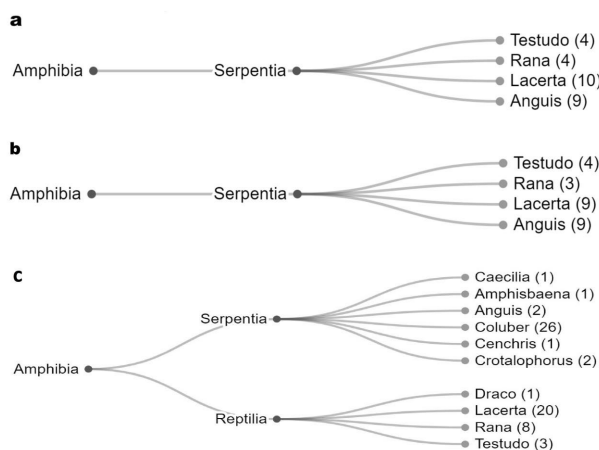 a
Testudo (4)
Rana (4)
Amphibia Serpentia
Lacerta (10)
Anguis (9)
b
Testudo (4)
Rana (3)
Amphibia Serpentia
Lacerta (9)
Anguis (9)
c
Caecilia (1)
Amphisbaena (1)
Anguis (2)
Serpentia
Coluber (26)
Cenchris (1)
Crotalophorus (2)
Amphibia
Draco (1)
Lacerta (20)
Reptilia
Rana (8)
Testudo (3)